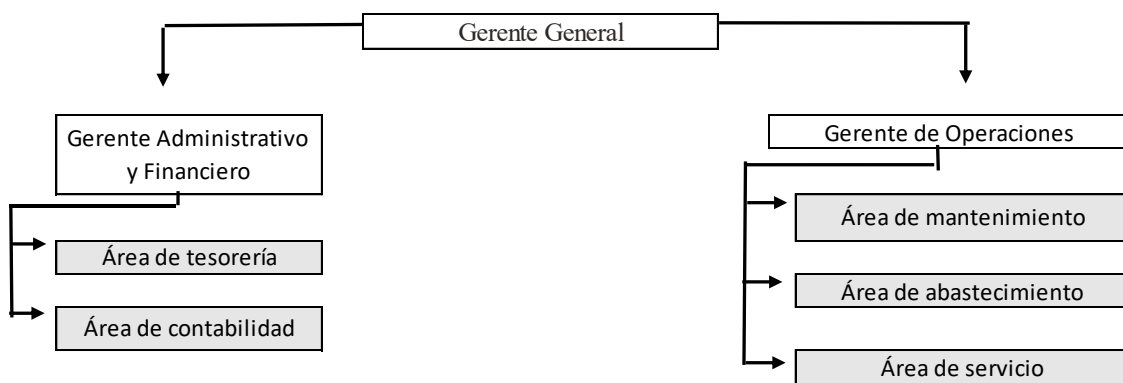 Gerente General
Gerente Administrativo
y Financiero
Área de tesorería
Área de contabilidad
Gerente de Operaciones
Área de mantenimiento
Área de abastecimiento
Área de servicio